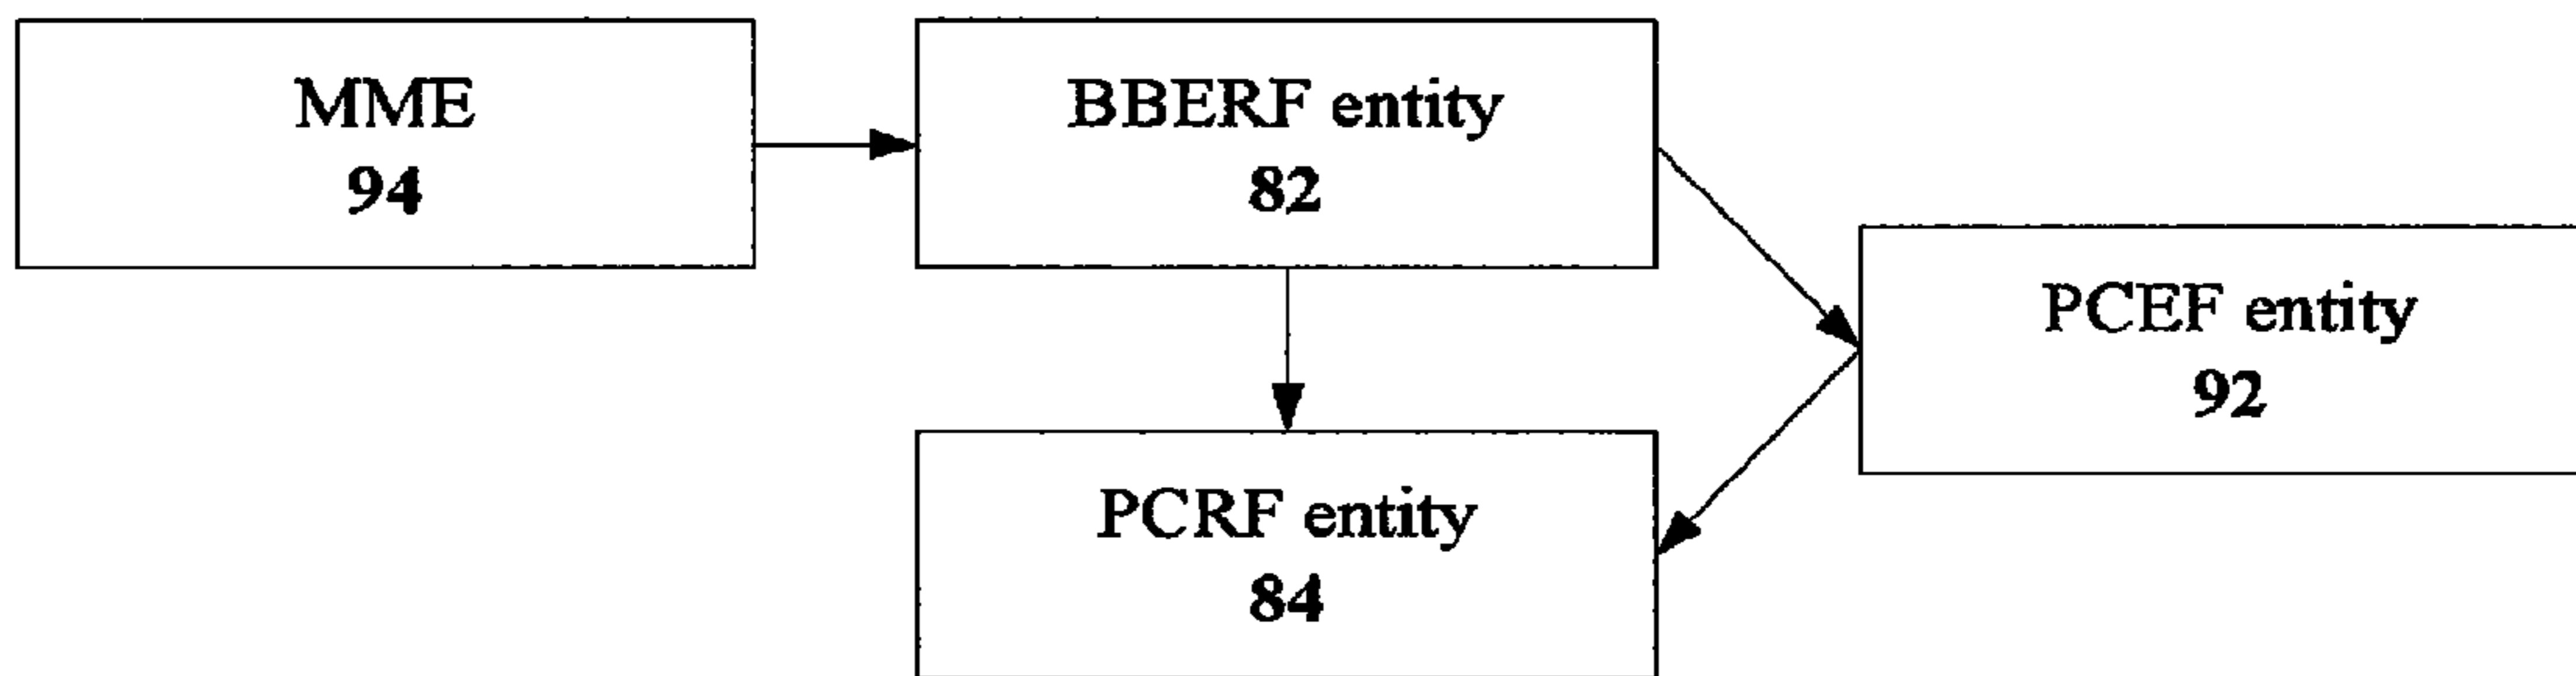 MME
94
BBERF entity
82
PCEF entity
92
PCRF entity
84